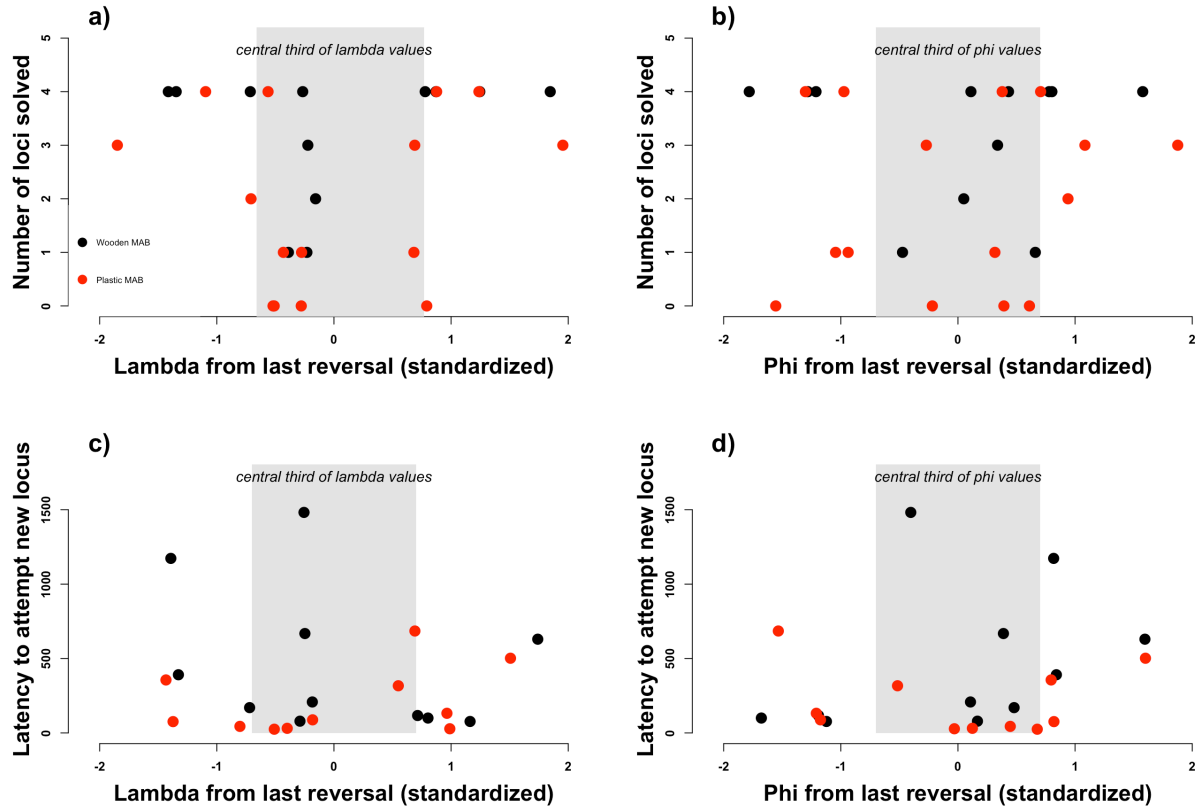 a)
central third of lambda values
Number of loci solved
5
4
3
2
1
0
Wooden MAB
Plastic MAB
-2
-1
0
1
2
Lambda from last reversal (standardized)
b)
central third of phi values
Number of loci solved
5
4
3
2
1
0
-2
-1
0
1
2
Phi from last reversal (standardized)
c)
central third of lambda values
Latency to attempt new locus
1500
1000
500
0
-2
-1
0
1
2
Lambda from last reversal (standardized)
d)
central third of phi values
Latency to attempt new locus
1500
1000
500
0
-2
-1
0
1
2
Phi from last reversal (standardized)